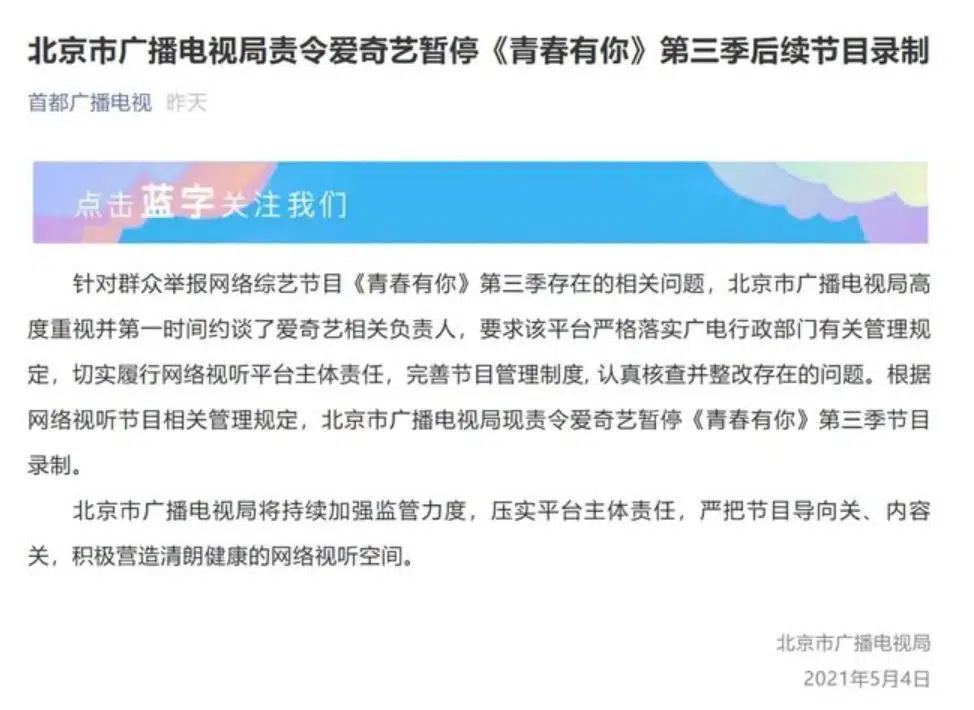 北京市广播电视局责令爱奇艺暂停《青春有你》第三季后续节目录制
首都广播电视 昨天
点击蓝字关注我们
针对群众举报网络综艺节目《青春有你》第三季存在的相关问题，北京市广播电视局高
度重视并第一时间约谈了爱奇艺相关负责人，要求该平台严格落实广电行政部门有关管理规
定，切实履行网络视听平台主体责任，完善节目管理制度，认真核查并整改存在的问题。根据
网络视听节目相关管理规定，北京市广播电视局现责令爱奇艺暂停《青春有你》第三季节目
录制。
北京市广播电视局将持续加强监管力度，压实平台主体责任，严把节目导向关、内容
关，积极营造清朗健康的网络视听空间。
北京市广播电视局
2021年5月4日